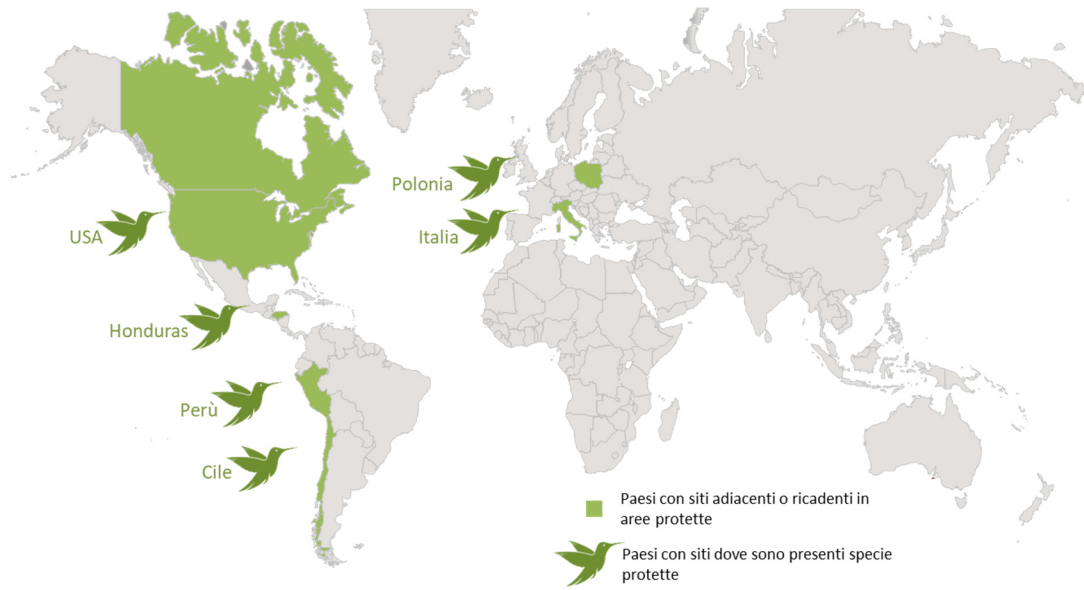 Polonia
USA
Italia
Honduras
Perù
Cile
Paesi con siti adiacenti o ricadenti in
aree protette
Paesi con siti dove sono presenti specie
protette